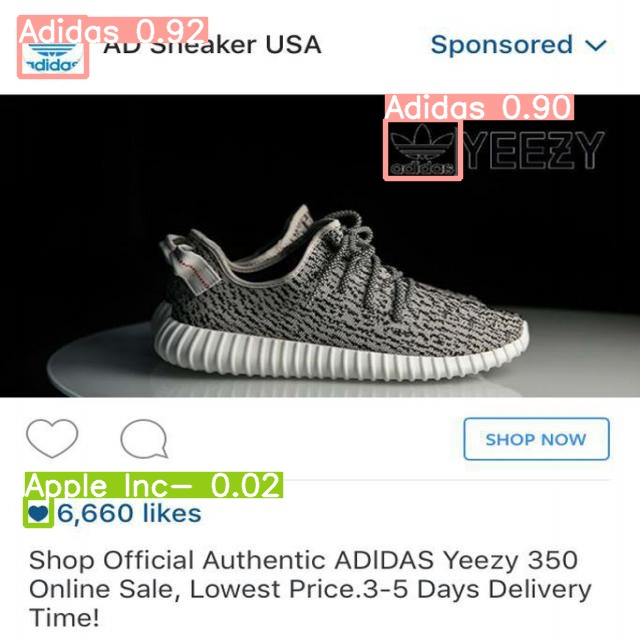 Adidas 0.92
adidas
AD Sneaker USA
Sponsored
Adidas 0.90
adidas
YEEZY
SHOP NOW
Apple Inc- 0.02
6,660 likes
Shop Official Authentic ADIDAS Yeezy 350
Online Sale, Lowest Price.3-5 Days Delivery
Time!